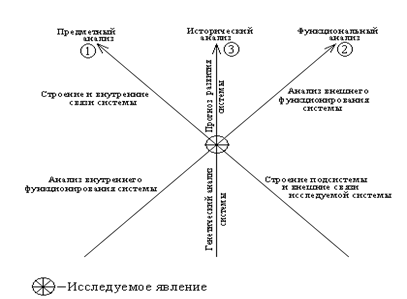 Предметный
анализ
1
Исторический
анализ
3
Функциональный
анализ
2
Строение и внутренние
связи системы
Прогноз развития
системы
Анализ внешнего
функционирования
системы
Анализ внутреннего
функционирования системы
Генетический анализ
системы
Строение подсистемы
и внешние связи
исследуемой системы
—Исследуемое явление